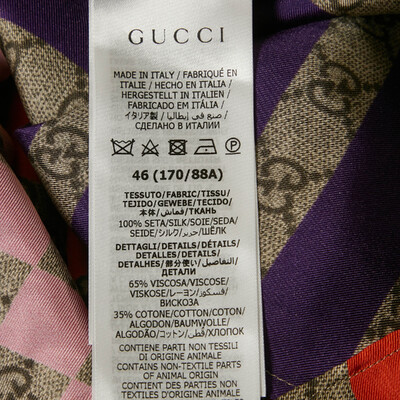 GUCCI
MADE IN ITALY / FABRIQUÉ EN
ITALIE / HECHO EN ITALIA /
HERGESTELLT IN ITALIEN /
FABRICADO EM ITÁLIA /
イタリア製 / صنع في إيطاليا /
СДЕЛАНО В ИТАЛИИ
46 (170/88A)
TESSUTO/FABRIC/TISSU/
TEJIDO/GEWEBE/TECIDO/
本体/قماش/ТКАНЬ
100% SETA/SILK/SOIE/SEDA/
SEIDE/シルク/حرير/ШЁЛК
DETTAGLI/DETAILS/DÉTAILS/
DETALLES/DETAILS/
DETALHES/部分使い/التفاصيل/
ДЕТАЛИ
65% VISCOSA/VISCOSE/
VISKOSE/レーヨン/فسكوز/
ВИСКОЗА
35% COTONE/COTTON/COTON/
ALGODON/BAUMWOLLE/
ALGODÃO/コットン/قطن/ХЛОПОК
CONTIENE PARTI NON TESSILI
DI ORIGINE ANIMALE
CONTAINS NON-TEXTILE PARTS
OF ANIMAL ORIGIN
CONTIENT DES PARTIES